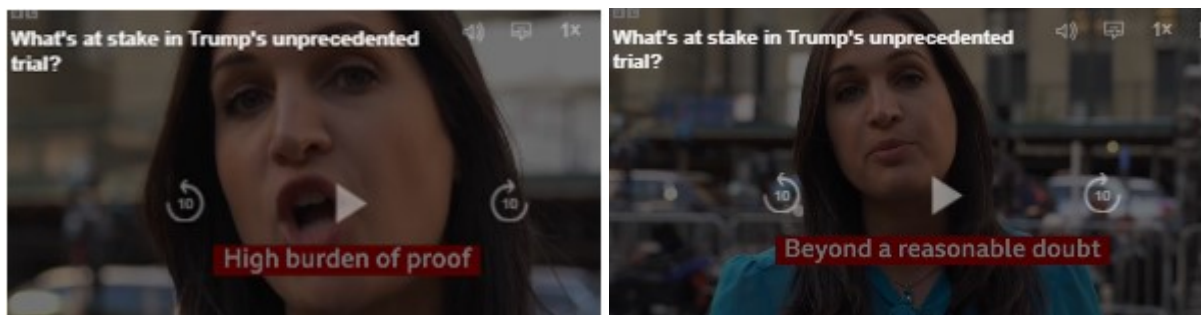 What's at stake in Trump's unprecedented
trial?
1x
10
10
High burden of proof
What's at stake in Trump's unprecedented
trial?
1x
10
10
Beyond a reasonable doubt